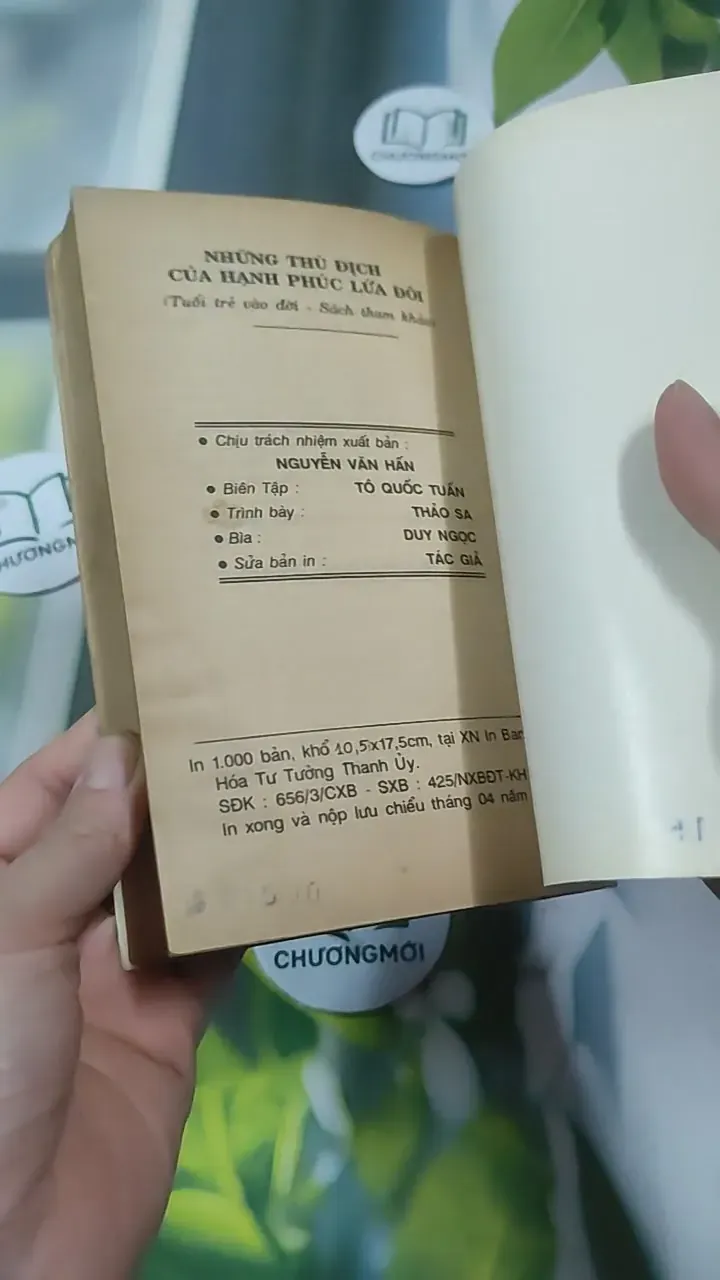 NHỮNG THÙ ĐỊCH
CỦA HẠNH PHÚC LỨA ĐÔI
(Tuổi trẻ vào đời - Sách tham khảo)
• Chịu trách nhiệm xuất bản :
NGUYỄN VĂN HẤN
• Biên Tập : TÔ QUỐC TUẤN
• Trình bày : THẢO SA
• Bìa : DUY NGỌC
• Sửa bản in : TÁC GIẢ
In 1.000 bản, khổ 10,5x17,5cm, tại XN In Ban
Hóa Tư Tưởng Thanh Ủy.
SĐK : 656/3/CXB - SXB : 425/NXBĐT-KH
In xong và nộp lưu chiểu tháng 04 năm
CHƯƠNGMỚI